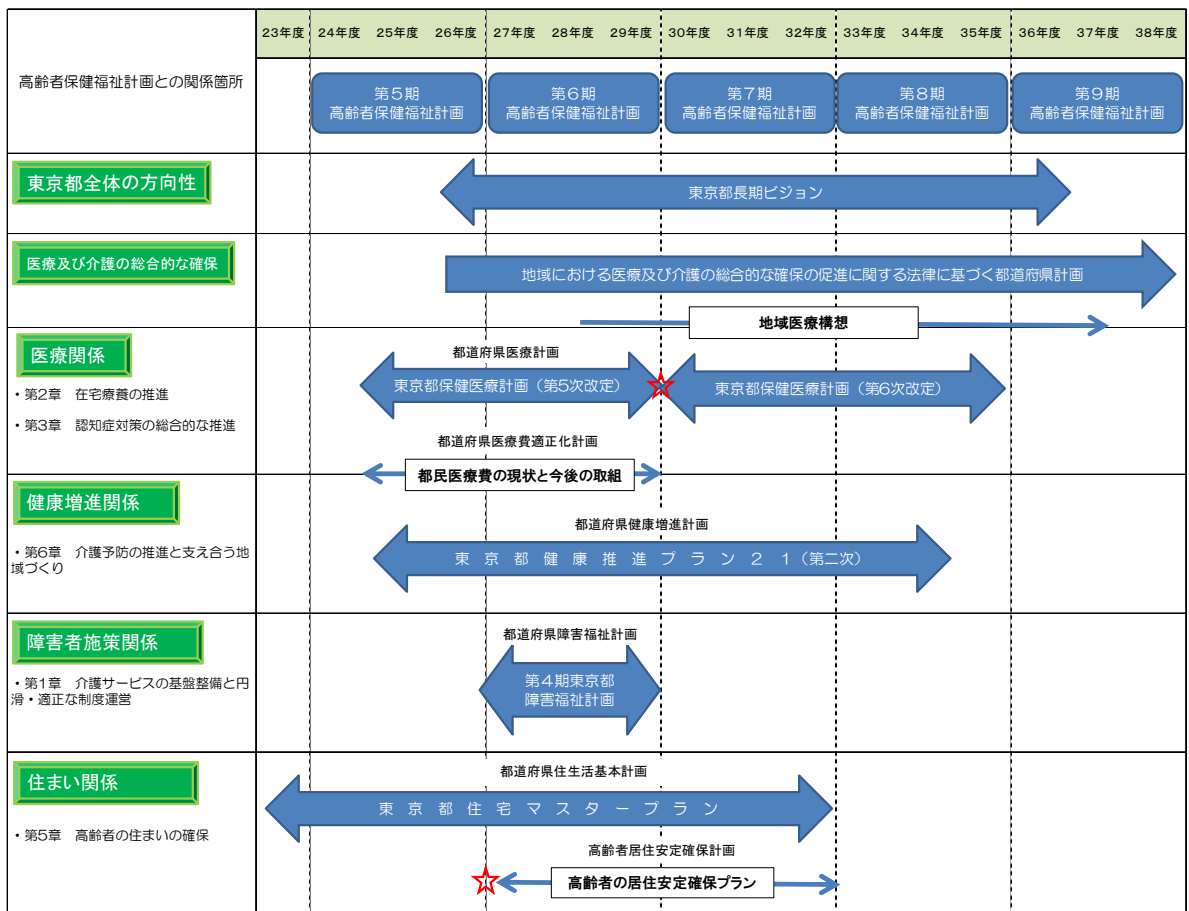 23年度 24年度 25年度 26年度 27年度 28年度 29年度 30年度 31年度 32年度 33年度 34年度 35年度 36年度 37年度 38年度
高齢者保健福祉計画との関係箇所
第5期
高齢者保健福祉計画
第6期
高齢者保健福祉計画
第7期
高齢者保健福祉計画
第8期
高齢者保健福祉計画
第9期
高齢者保健福祉計画
東京都全体の方向性
東京都長期ビジョン
医療及び介護の総合的な確保
地域における医療及び介護の総合的な確保の促進に関する法律に基づく都道府県計画
地域医療構想
医療関係
・第2章 在宅療養の推進
・第3章 認知症対策の総合的な推進
都道府県医療計画
東京都保健医療計画（第5次改定）
東京都保健医療計画（第6次改定）
都道府県医療費適正化計画
都民医療費の現状と今後の取組
健康増進関係
・第6章 介護予防の推進と支え合う地
域づくり
都道府県健康増進計画
東京都健康推進プラン21（第二次）
障害者施策関係
・第1章 介護サービスの基盤整備と円
滑・適正な制度運営
都道府県障害福祉計画
第4期東京都
障害福祉計画
住まい関係
・第5章 高齢者の住まいの確保
都道府県住生活基本計画
東京都住宅マスタープラン
高齢者居住安定確保計画
高齢者の居住安定確保プラン